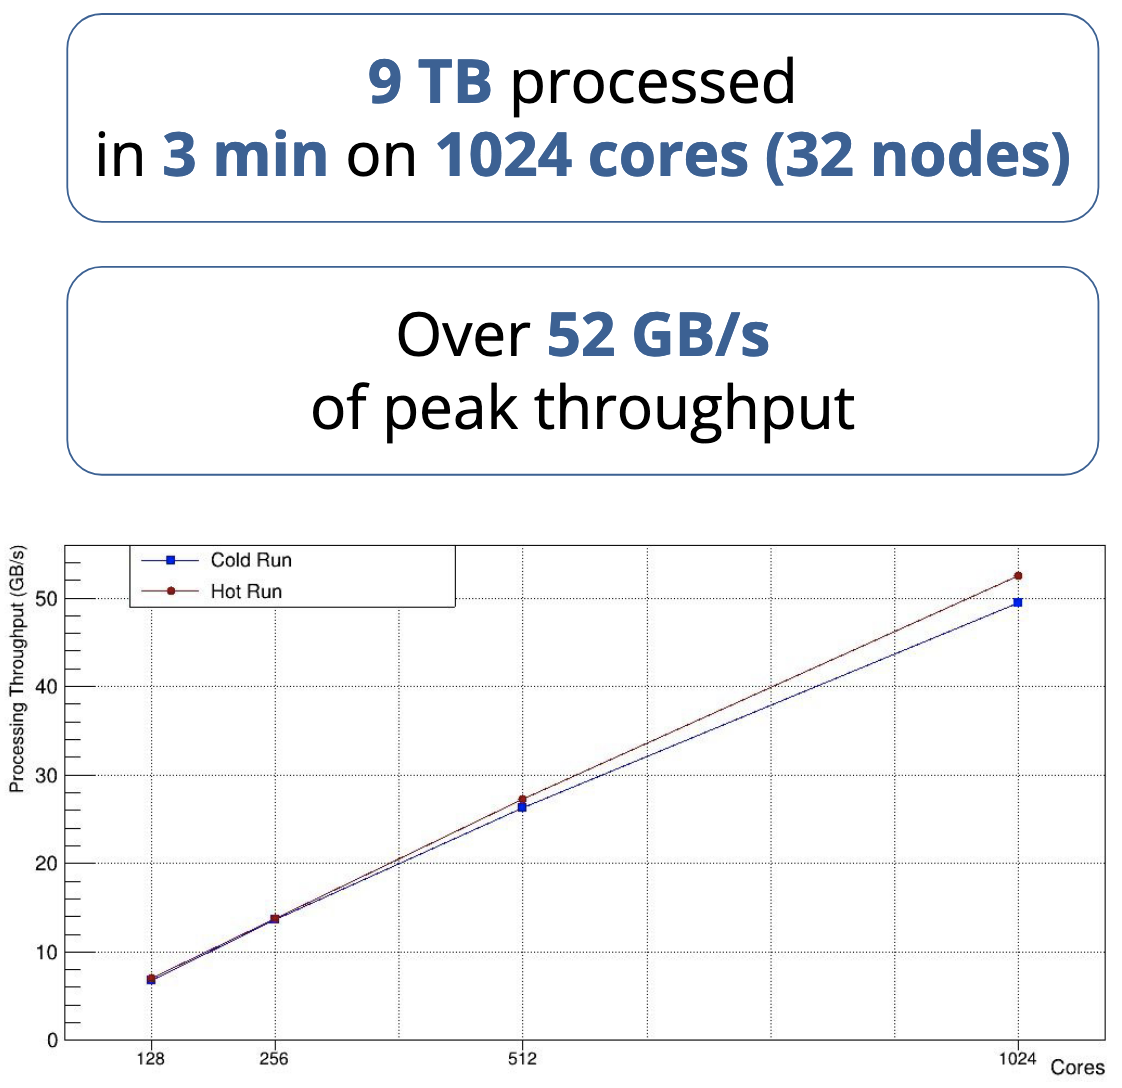 9 TB processed
in 3 min on 1024 cores (32 nodes)
Over 52 GB/s
of peak throughput
Processing Throughput (GB/s)
Cold Run
Hot Run
50
40
30
20
10
0
128
256
512
1024
Cores